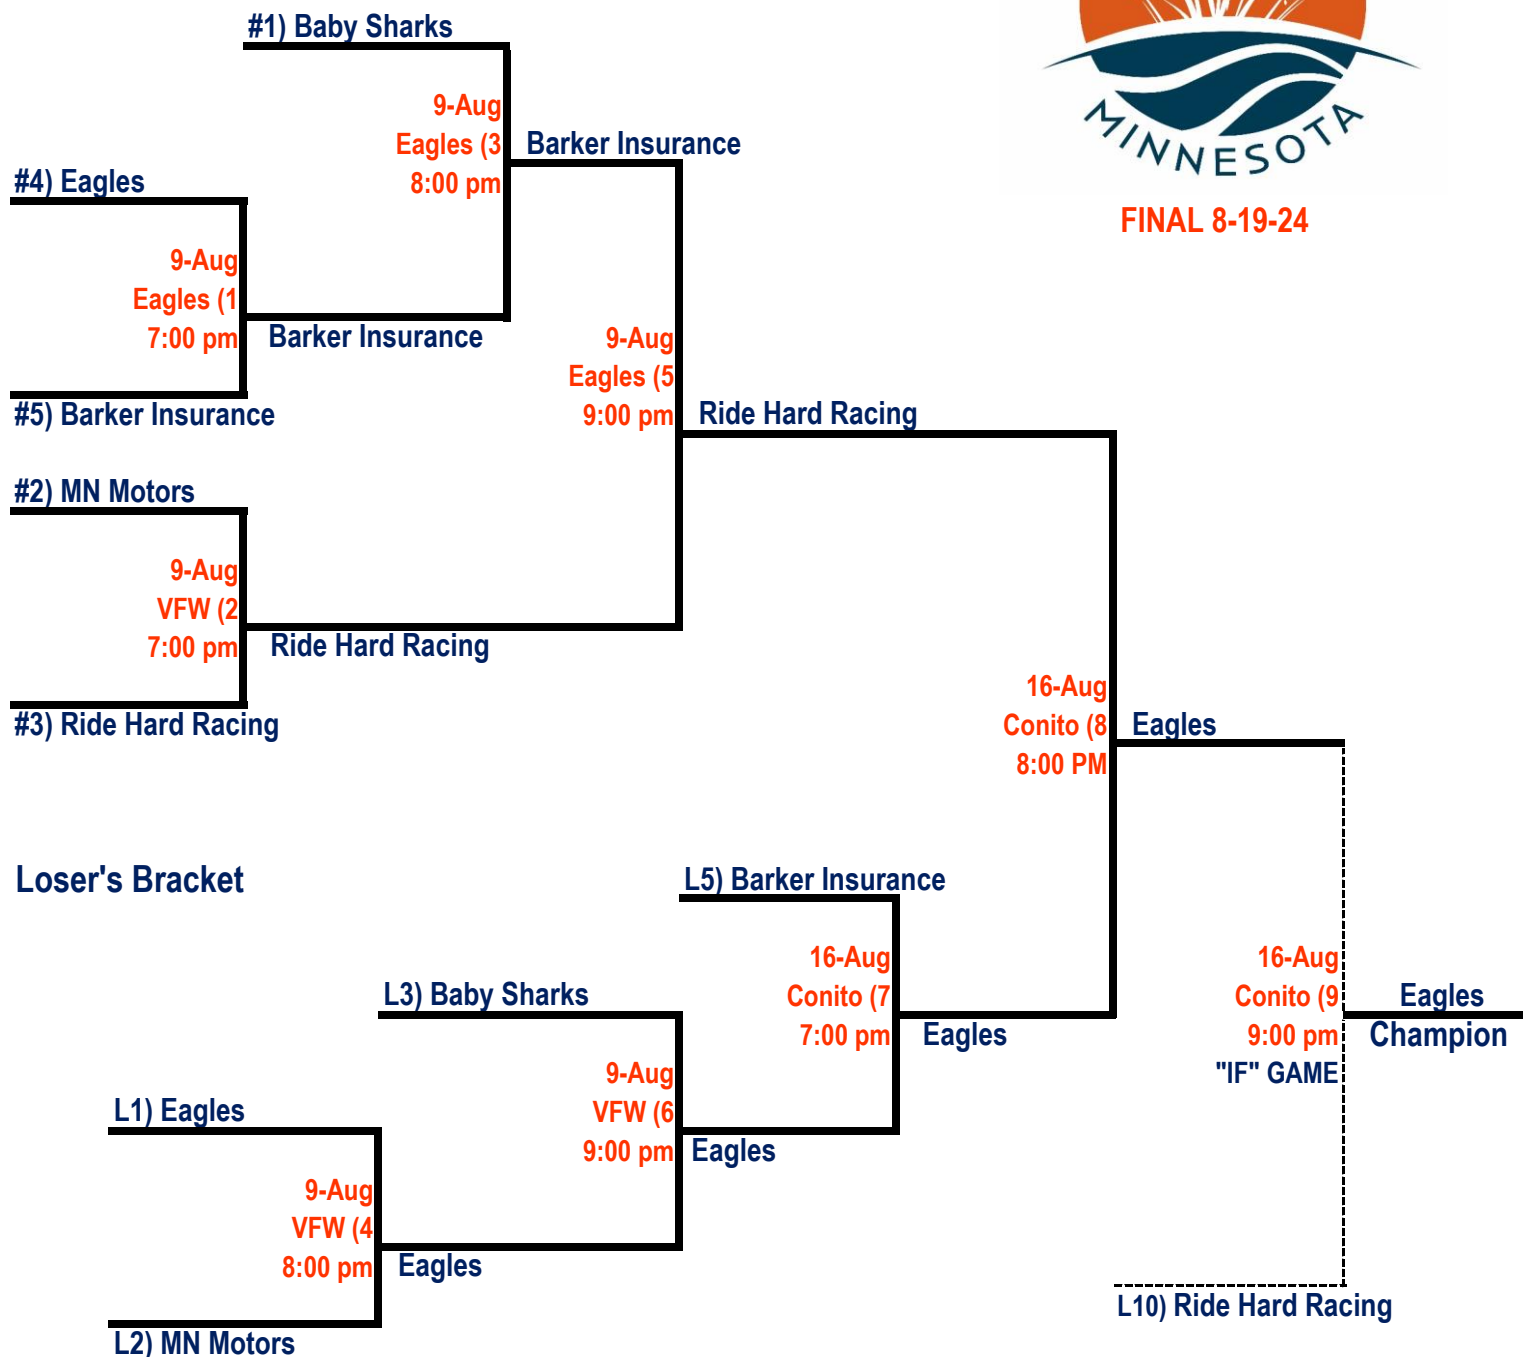 #1) Baby Sharks
MINNESOTA
FINAL 8-19-24
9-Aug
Eagles (3
8:00 pm
Barker Insurance
#4) Eagles
9-Aug
Eagles (1
7:00 pm
Barker Insurance
#5) Barker Insurance
9-Aug
Eagles (5
9:00 pm
Ride Hard Racing
#2) MN Motors
9-Aug
VFW (2
7:00 pm
Ride Hard Racing
#3) Ride Hard Racing
16-Aug
Conito (8
8:00 PM
Eagles
Loser's Bracket
L5) Barker Insurance
16-Aug
Conito (7
7:00 pm
Eagles
L3) Baby Sharks
9-Aug
VFW (6
9:00 pm
Eagles
L1) Eagles
9-Aug
VFW (4
8:00 pm
Eagles
L2) MN Motors
16-Aug
Conito (9
9:00 pm
"IF" GAME
Eagles
Champion
L10) Ride Hard Racing